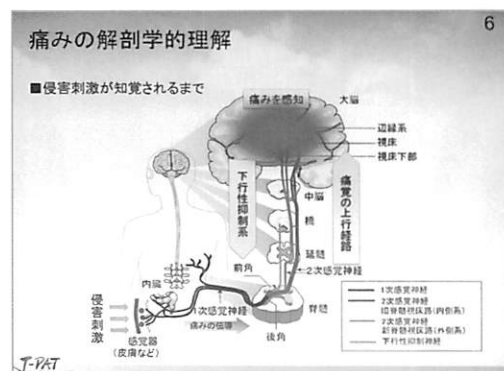 6
痛みの解剖学的理解
■侵害刺激が知覚されるまで
痛みを感知
大脳
辺縁系
視床
視床下部
下行性抑制系
痛覚の上行経路
中脳
橋
延髄
2次感覚神経
前角
内臓
1次感覚神経
痛みの伝導
脊髄
後角
侵害
刺激
感覚器
(皮膚など)
1次感覚神経
2次感覚神経
旧脊髄視床路(内側系)
2次感覚神経
新脊髄視床路(外側系)
下行性抑制神経
J-PAT